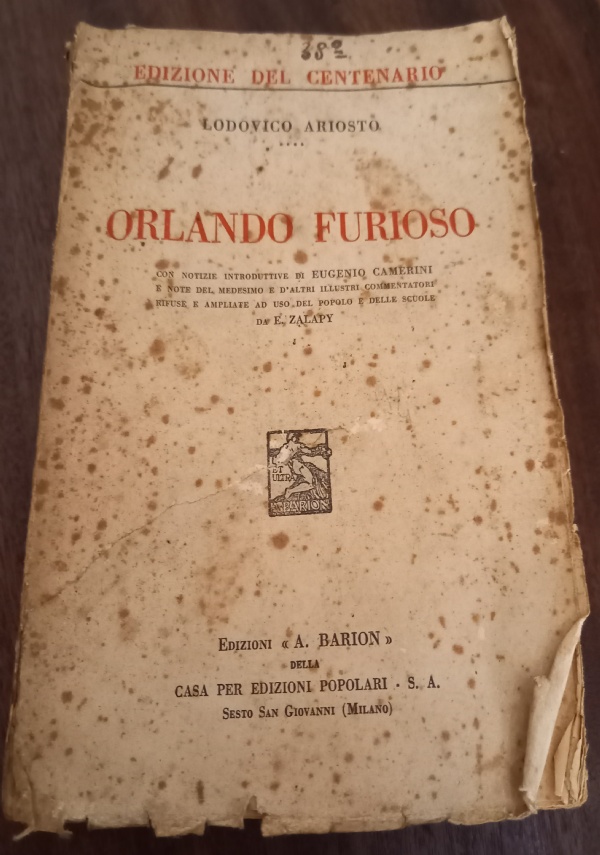 38º
EDIZIONE DEL CENTENARIO
LODOVICO ARIOSTO
ORLANDO FURIOSO
CON NOTIZIE INTRODUTTIVE DI EUGENIO CAMERINI
E NOTE DEL MEDESIMO E D'ALTRI ILLUSTRI COMMENTATORI
RIFUSE E AMPLIATE AD USO DEL POPOLO E DELLE SCUOLE
DA E. ZALAPY
ET
ULTRA
BARION
EDIZIONI « A. BARION »
DELLA
CASA PER EDIZIONI POPOLARI - S. A.
SESTO SAN GIOVANNI (MILANO)